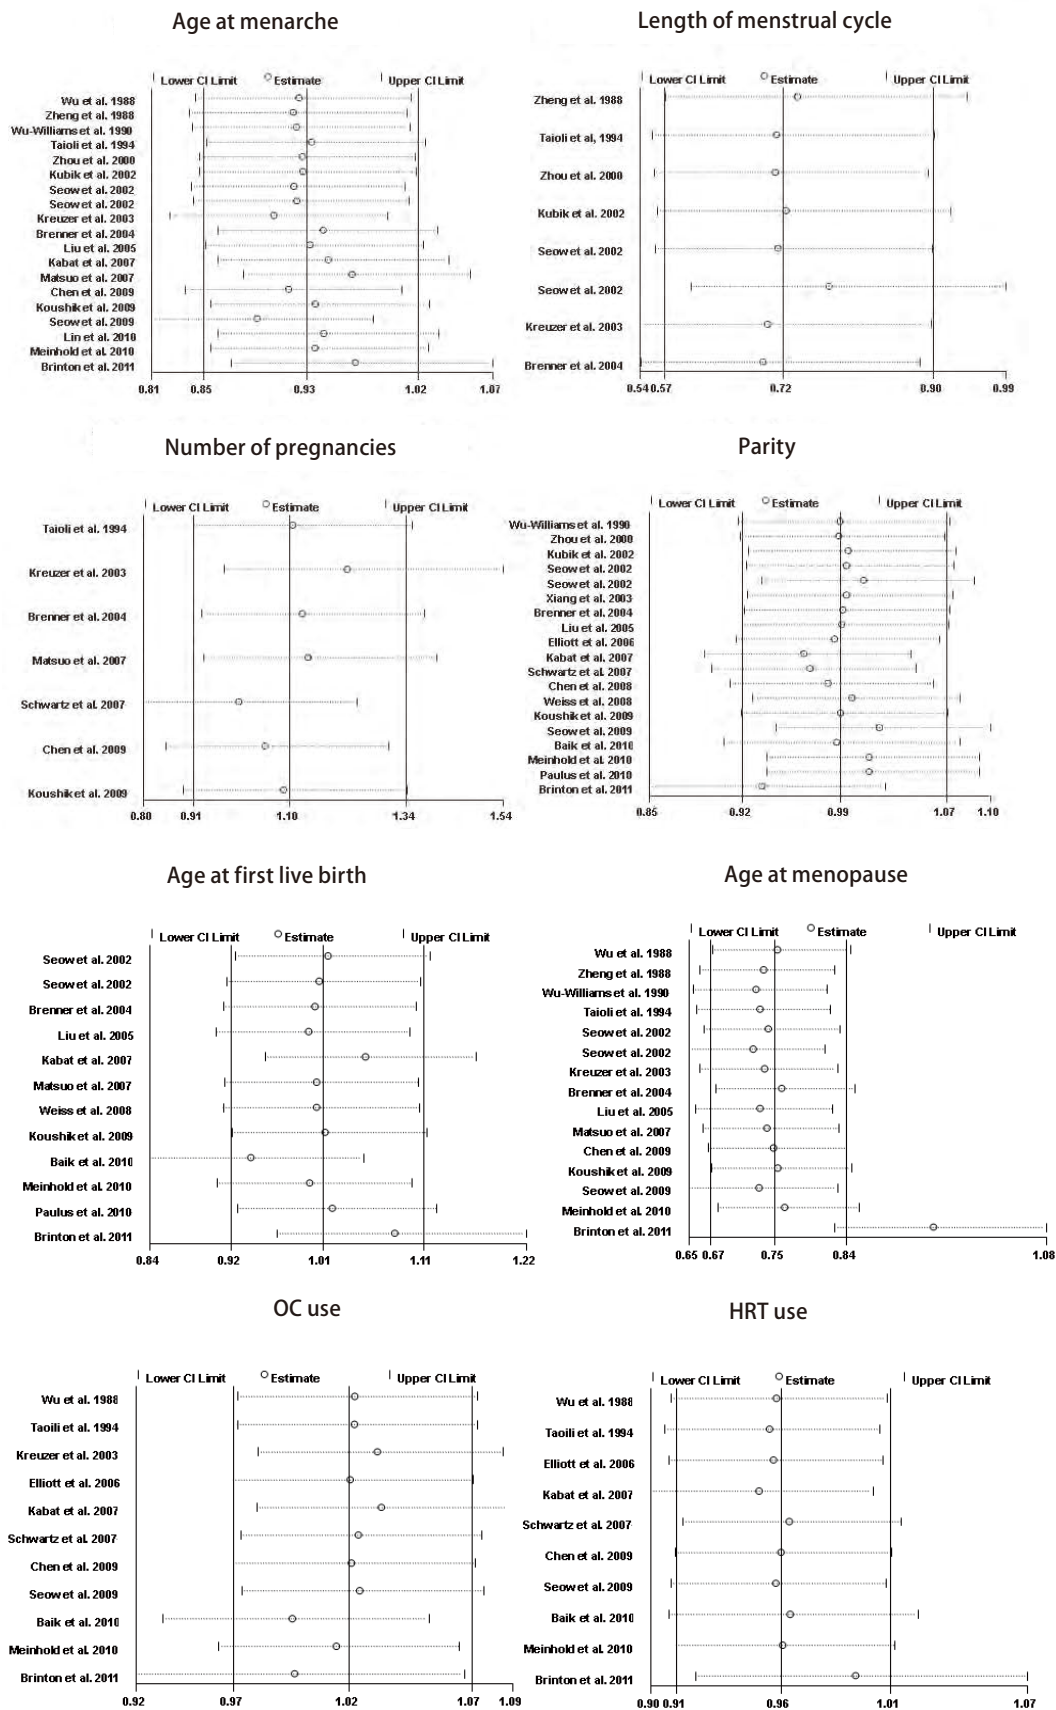 Age at menarche
Lower CI Limit Estimate Upper CI Limit
Wu et al. 1988
Zheng et al. 1988
Wu-Williams et al. 1990
Taioli et al. 1994
Zhou et al. 2000
Kubik et al. 2002
Seow et al. 2002
Seow et al. 2002
Kreuzer et al. 2003
Brenner et al. 2004
Liu et al. 2005
Kabat et al. 2007
Matsuo et al. 2007
Chen et al. 2009
Koushik et al. 2009
Seow et al. 2009
Lin et al. 2010
Meinhold et al. 2010
Brinton et al. 2011
0.81 0.85 0.93 1.02 1.07
Length of menstrual cycle
Lower CI Limit Estimate Upper CI Limit
Zheng et al. 1988
Taioli et al, 1994
Zhou et al. 2000
Kubik et al. 2002
Seow et al. 2002
Seow et al. 2002
Kreuzer et al. 2003
Brenner et al. 2004
0.54 0.57 0.72 0.90 0.99
Number of pregnancies
Lower CI Limit Estimate Upper CI Limit
Taioli et al. 1994
Kreuzer et al. 2003
Brenner et al. 2004
Matsuo et al. 2007
Schwartz et al. 2007
Chen et al. 2009
Koushik et al. 2009
0.80 0.91 1.10 1.34 1.54
Parity
Lower CI Limit Estimate Upper CI Limit
Wu-Williams et al. 1990
Zhou et al. 2000
Kubik et al. 2002
Seow et al. 2002
Seow et al. 2002
Xiang et al. 2003
Brenner et al. 2004
Liu et al. 2005
Elliott et al. 2006
Kabat et al. 2007
Schwartz et al. 2007
Chen et al. 2008
Weiss et al. 2008
Koushik et al. 2009
Seow et al. 2009
Baik et al. 2010
Meinhold et al. 2010
Paulus et al. 2010
Brinton et al. 2011
0.85 0.92 0.99 1.07 1.10
Age at first live birth
Lower CI Limit Estimate Upper CI Limit
Seow et al. 2002
Seow et al. 2002
Brenner et al. 2004
Liu et al. 2005
Kabat et al. 2007
Matsuo et al. 2007
Weiss et al. 2008
Koushik et al. 2009
Baik et al. 2010
Meinhold et al. 2010
Paulus et al. 2010
Brinton et al. 2011
0.84 0.92 1.01 1.11 1.22
Age at menopause
Lower CI Limit Estimate Upper CI Limit
Wu et al. 1988
Zheng et al. 1988
Wu-Williams et al. 1990
Taioli et al. 1994
Seow et al. 2002
Seow et al. 2002
Kreuzer et al. 2003
Brenner et al. 2004
Liu et al. 2005
Matsuo et al. 2007
Chen et al. 2009
Koushik et al. 2009
Seow et al. 2009
Meinhold et al. 2010
Brinton et al. 2011
0.65 0.67 0.75 0.84 1.08
OC use
Lower CI Limit Estimate Upper CI Limit
Wu et al. 1988
Taoili et al. 1994
Kreuzer et al. 2003
Elliott et al. 2006
Kabat et al. 2007
Schwartz et al. 2007
Chen et al. 2009
Seow et al. 2009
Baik et al. 2010
Meinhold et al. 2010
Brinton et al. 2011
0.92 0.97 1.02 1.07 1.09
HRT use
Lower CI Limit Estimate Upper CI Limit
Wu et al. 1988
Taoili et al. 1994
Elliott et al. 2006
Kabat et al. 2007
Schwartz et al. 2007
Chen et al. 2009
Seow et al. 2009
Baik et al. 2010
Meinhold et al. 2010
Brinton et al. 2011
0.90 0.91 0.96 1.01 1.07